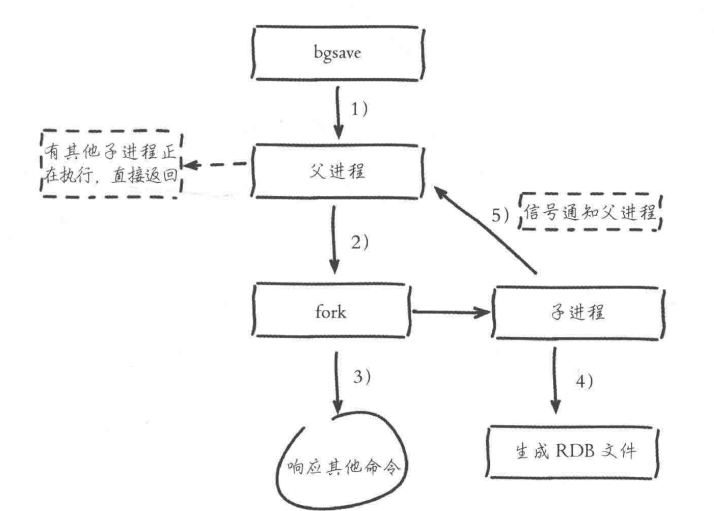 bgsave
1)
有其他子进程正
在执行，直接返回
父进程
5)
信号通知父进程
2)
fork
子进程
3)
4)
响应其他命令
生成 RDB 文件